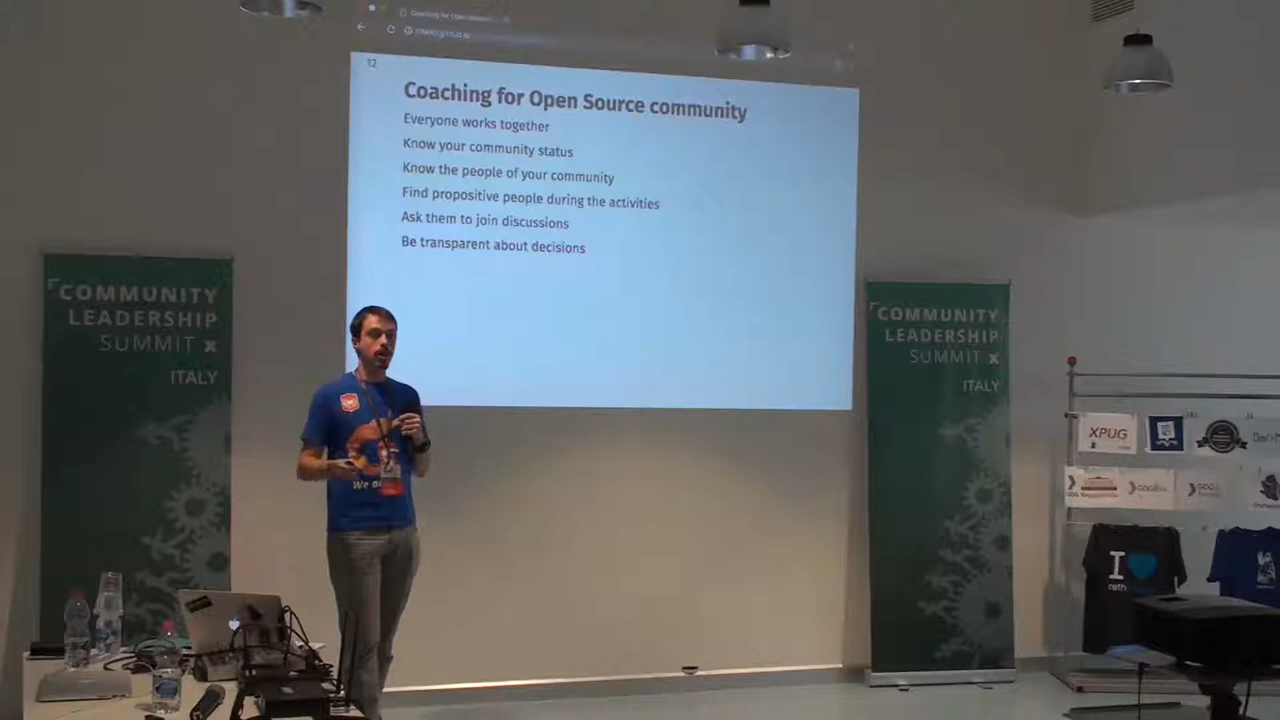 12
Coaching for Open Source community
Everyone works together
Know your community status
Know the people of your community
Find propositive people during the activities
Ask them to join discussions
Be transparent about decisions
COMMUNITY
LEADERSHIP
SUMMIT x
ITALY
COMMUNITY
LEADERSHIP
SUMMIT x
ITALY
We
XPUG
I